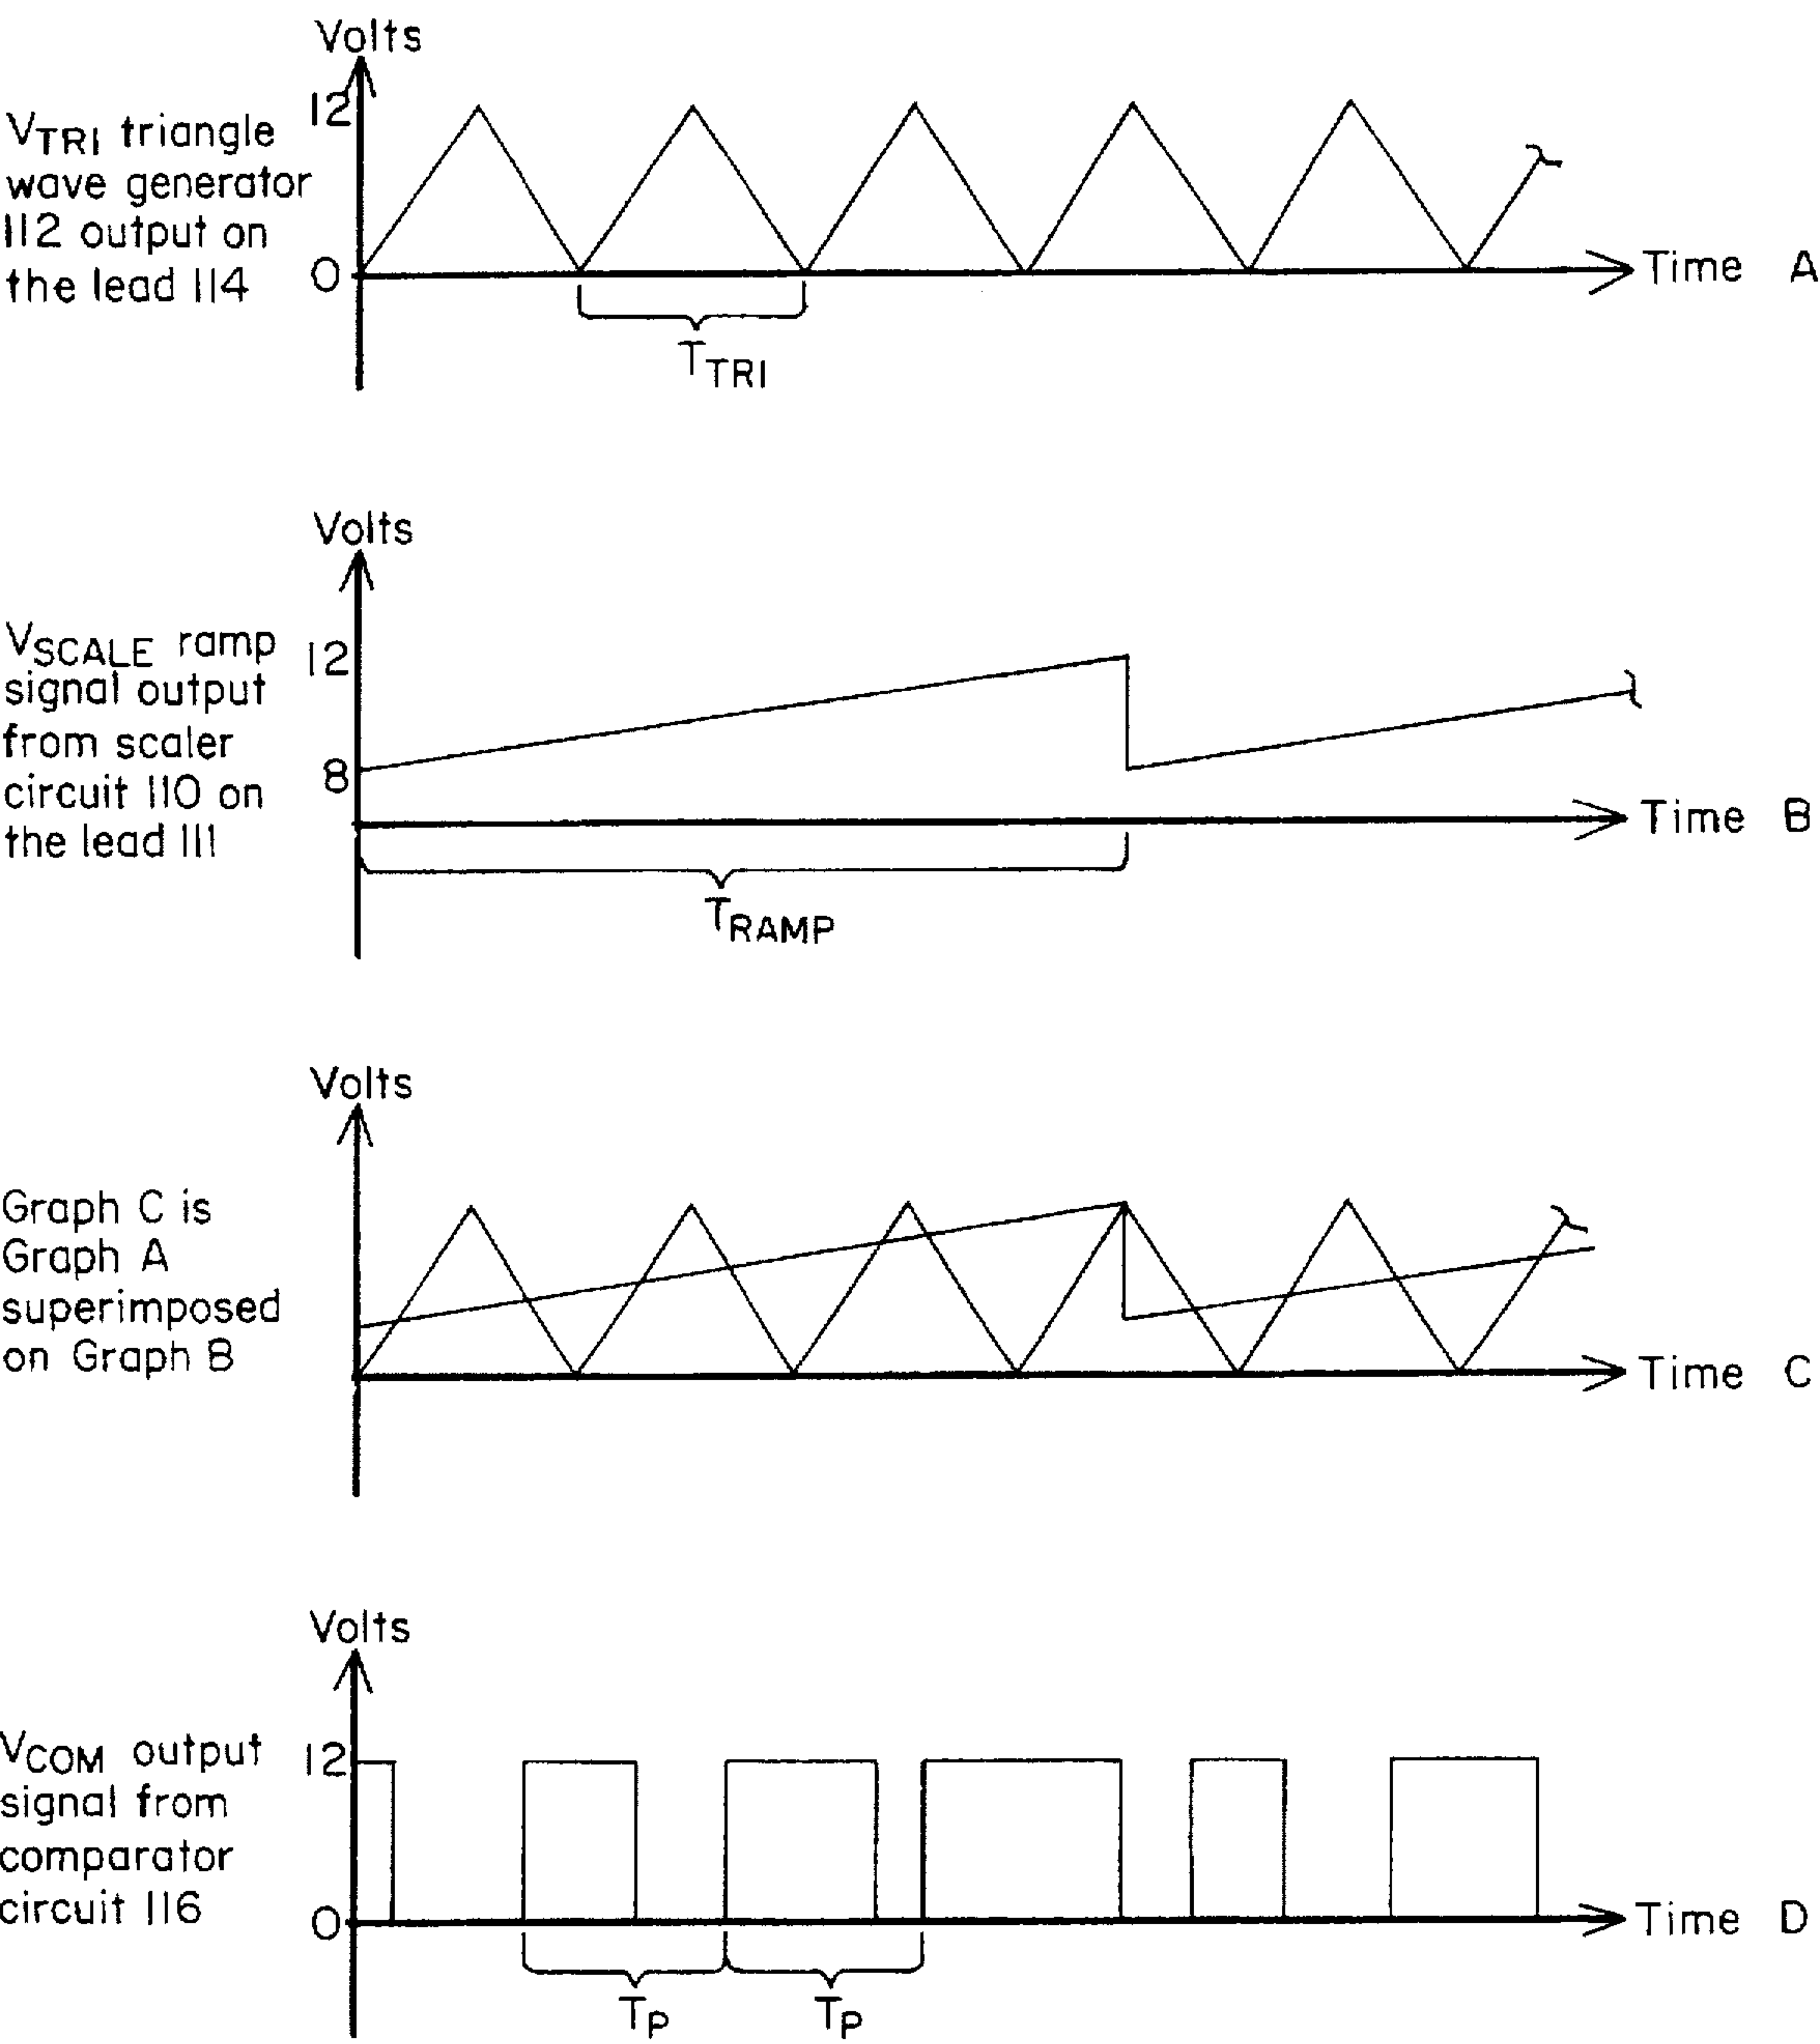 Volts
12
VTRI triangle
wave generator
112 output on
the lead 114
0
Time A
TTRI
Volts
VSCALE ramp
signal output
from scaler
circuit 110 on
the lead 111
12
8
Time B
TRAMP
Volts
Graph C is
Graph A
superimposed
on Graph B
Time C
Volts
VCOM output
signal from
comparator
circuit 116
12
0
Time D
TP
TP